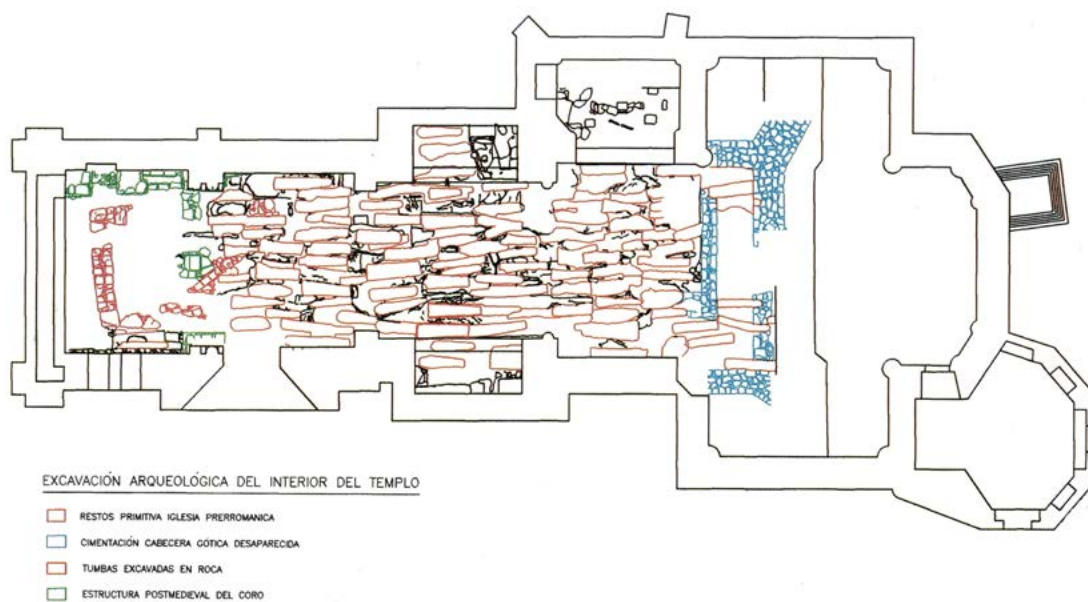 EXCAVACIÓN ARQUEOLÓGICA DEL INTERIOR DEL TEMPLO
RESTOS PRIMITIVA IGLESIA PRERROMANICA
CIMENTACIÓN CABECERA GÓTICA DESAPARECIDA
TUMBAS EXCAVADAS EN ROCA
ESTRUCTURA POSTMEDIEVAL DEL CORO